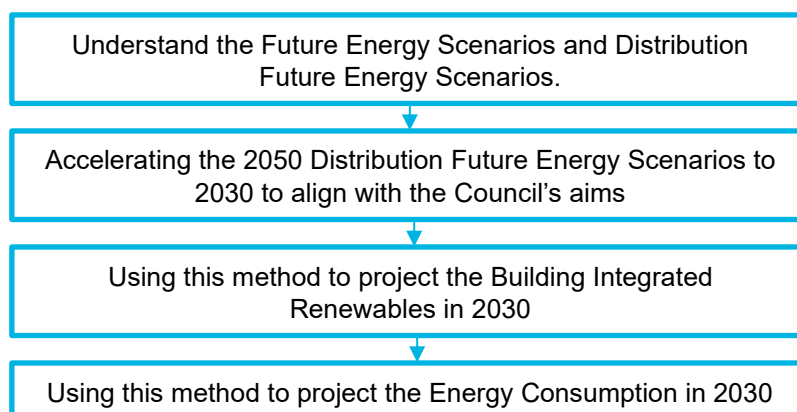 Understand the Future Energy Scenarios and Distribution
Future Energy Scenarios.
Accelerating the 2050 Distribution Future Energy Scenarios to
2030 to align with the Council’s aims
Using this method to project the Building Integrated
Renewables in 2030
Using this method to project the Energy Consumption in 2030